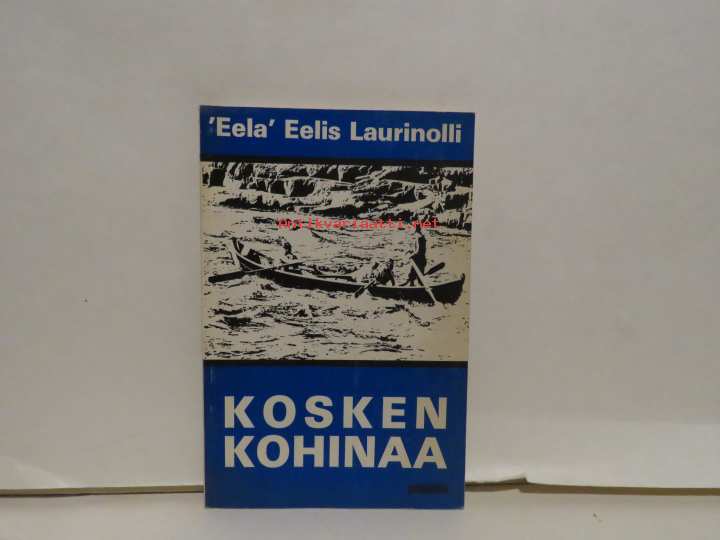 'Eela' Eelis Laurinolli
Antikvariaatti.net
KOSKEN
KOHINAA